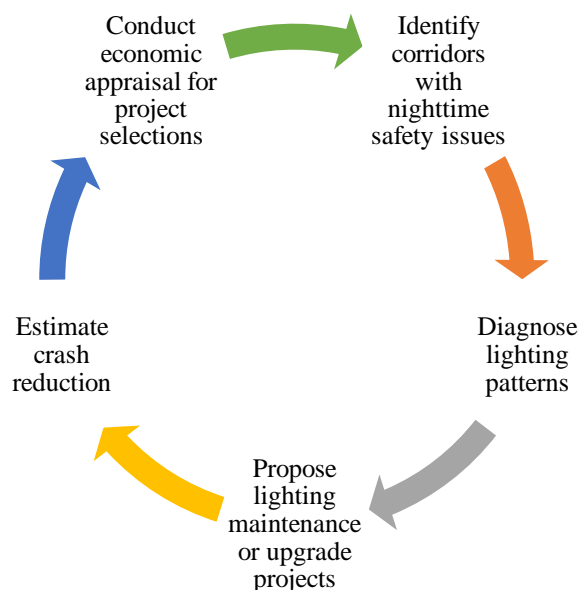 Conduct
economic
appraisal for
project
selections
Identify
corridors
with
nighttime
safety issues
Diagnose
lighting
patterns
Propose
lighting
maintenance
or upgrade
projects
Estimate
crash
reduction